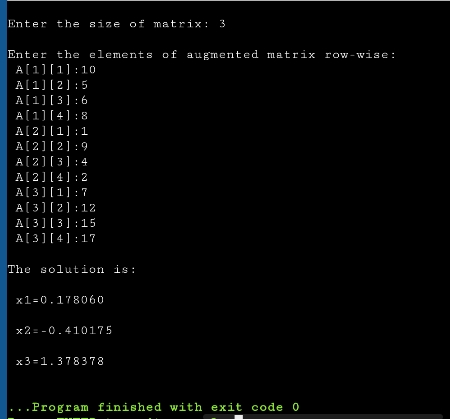 Enter the size of matrix: 3
Enter the elements of augmented matrix row-wise:
A[1][1]:10
A[1][2]:5
A[1][3]:6
A[1][4]:8
A[2][1]:1
A[2][2]:9
A[2][3]:4
A[2][4]:2
A[3][1]:7
A[3][2]:12
A[3][3]:15
A[3][4]:17
The solution is:
x1=0.178060
x2=-0.410175
x3=1.378378
...Program finished with exit code 0